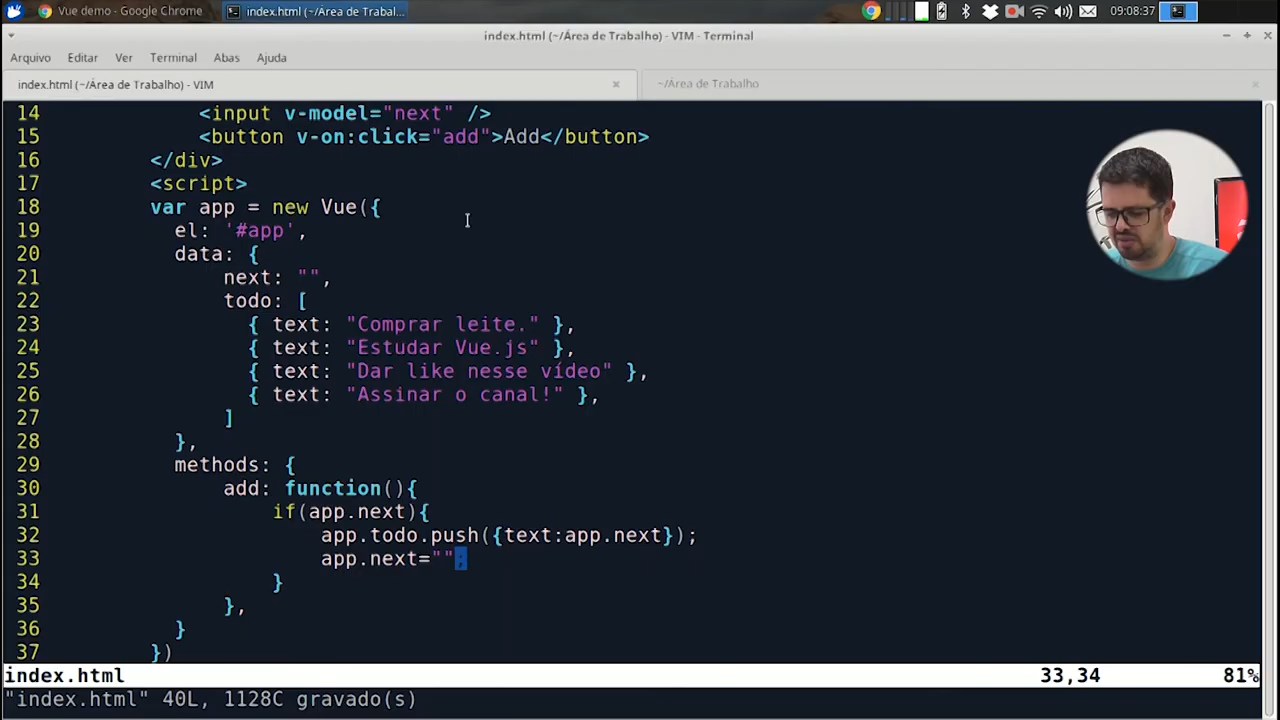 Vue demo - Google Chrome
index.html (~/Área de Trabal...
09:08:37
index.html (~/Área de Trabalho) - VIM - Terminal
Arquivo Editar Ver Terminal Abas Ajuda
index.html (~/Área de Trabalho) - VIM
~/Área de Trabalho
14 <input v-model="next" />
15 <button v-on:click="add">Add</button>
16 </div>
17 <script>
18 var app = new Vue({
19 el: '#app',
20 data: {
21 next: "",
22 todo: [
23 { text: "Comprar leite." },
24 { text: "Estudar Vue.js" },
25 { text: "Dar like nesse vídeo" },
26 { text: "Assinar o canal!" },
27 ]
28 },
29 methods: {
30 add: function(){
31 if(app.next){
32 app.todo.push({text:app.next});
33 app.next="";
34 }
35 },
36 }
37 })
index.html 33,34 81%
"index.html" 40L, 1128C gravado(s)